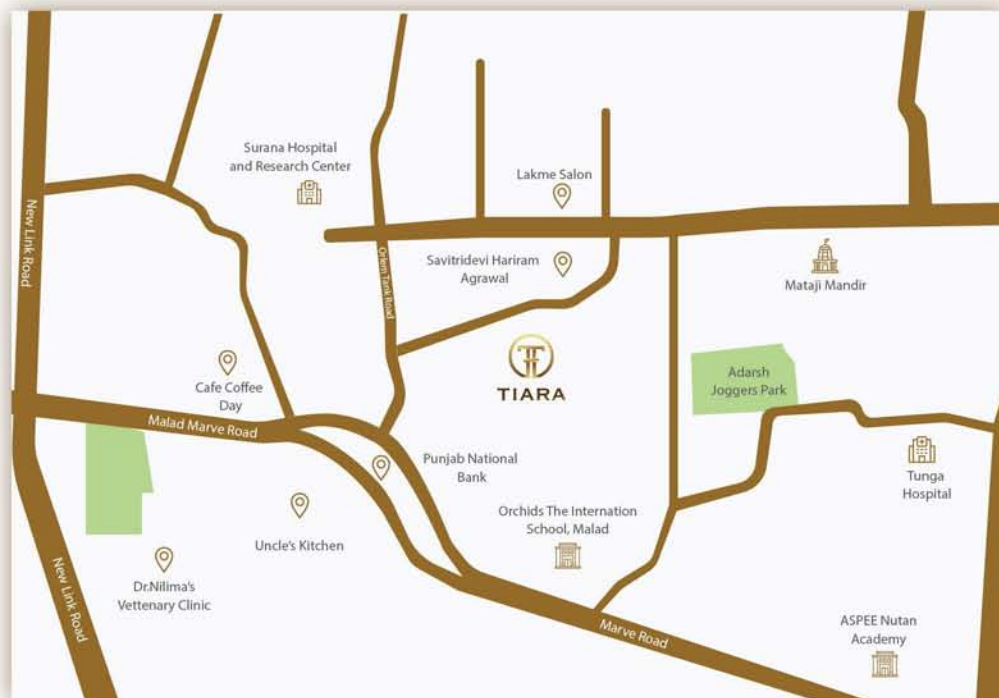 Surana Hospital
and Research Center
Lakme Salon
New Link Road
Orlem Tank Road
Savitridevi Hariram
Agrawal
Mataji Mandir
TIARA
Cafe Coffee
Day
Adarsh
Joggers Park
Malad Marve Road
Punjab National
Bank
Tunga
Hospital
Orchids The Internation
School, Malad
Uncle's Kitchen
New Link Road
Dr.Nilima's
Vettenary Clinic
Marve Road
ASPEE Nutan
Academy